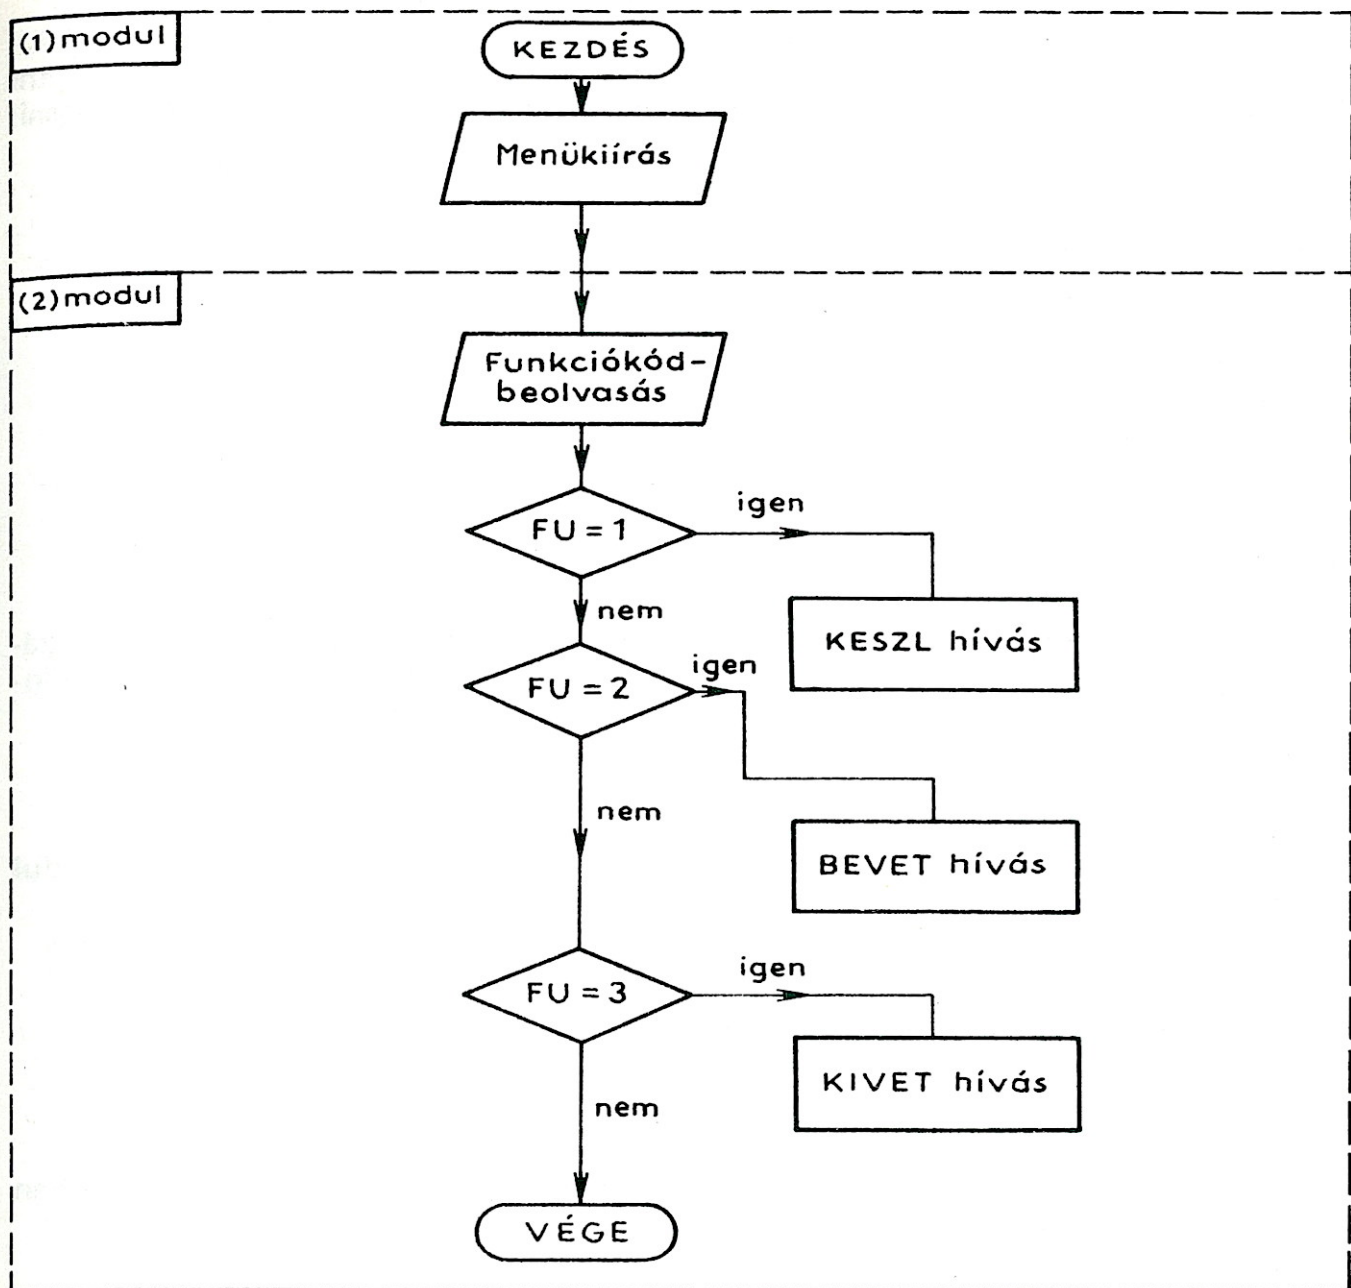 (1) modul
KEZDÉS
Menükiírás
(2) modul
Funkciókód-
beolvasás
FU = 1
igen
nem
KESZL hívás
FU = 2
igen
nem
BEVET hívás
FU = 3
igen
nem
KIVET hívás
VÉGE